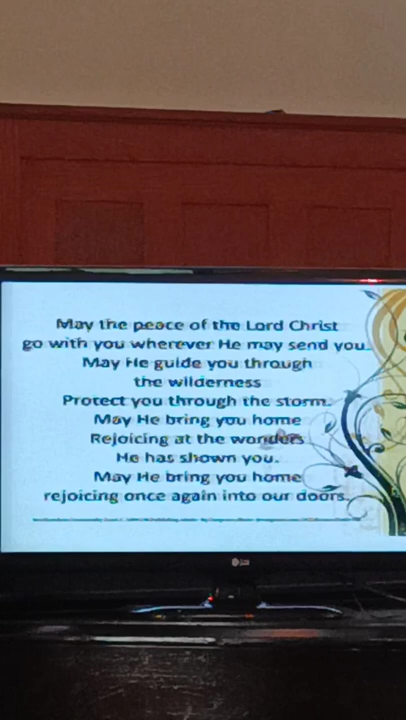 May the peace of the Lord Christ
go with you wherever He may send you.
May He guide you through
the wilderness
Protect you through the storm.
May He bring you home
Rejoicing at the wonders
He has shown you.
May He bring you home
rejoicing once again into our doors.
LG